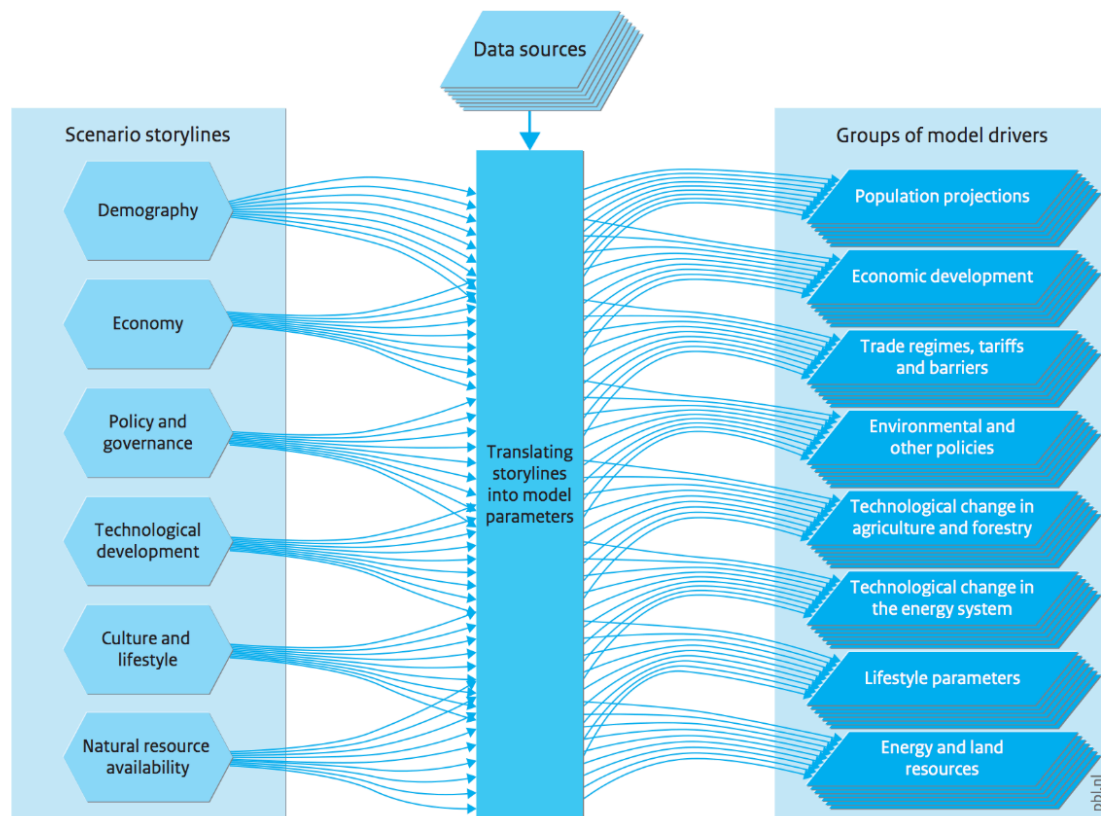 Data sources
Scenario storylines
Demography
Economy
Policy and
governance
Technological
development
Culture and
lifestyle
Natural resource
availability
Translating
storylines
into model
parameters
Groups of model drivers
Population projections
Economic development
Trade regimes, tariffs
and barriers
Environmental and
other policies
Technological change in
agriculture and forestry
Technological change in
the energy system
Lifestyle parameters
Energy and land
resources
pbl.nl